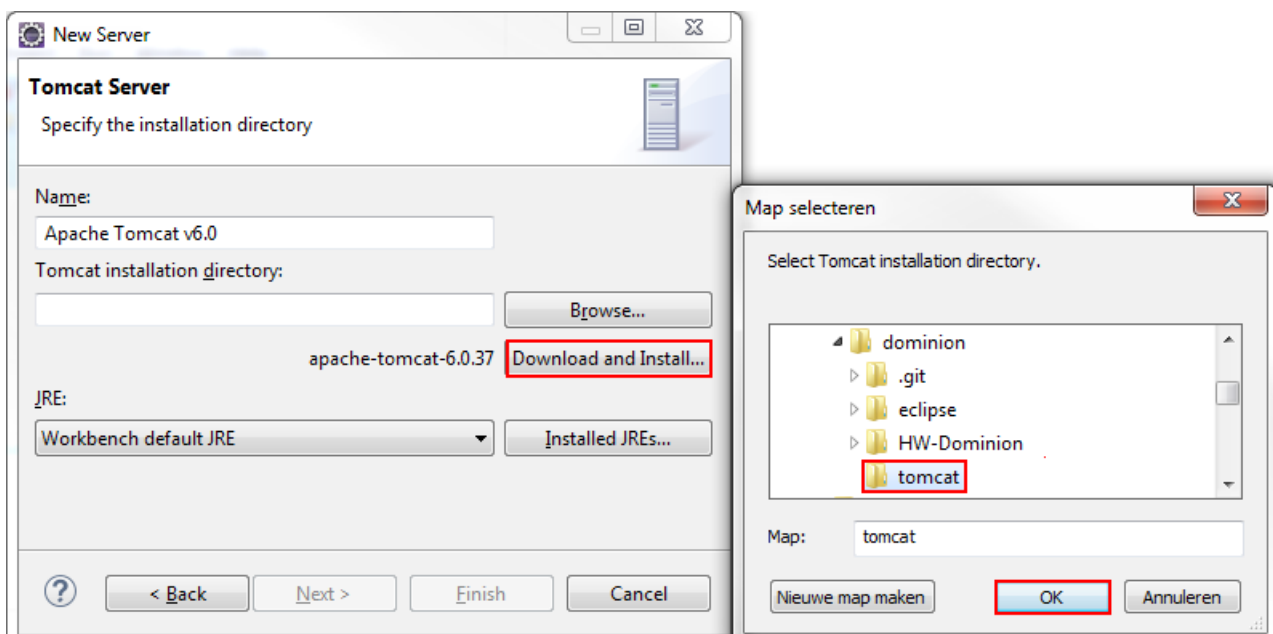 New Server
Tomcat Server
Specify the installation directory
Name:
Apache Tomcat v6.0
Tomcat installation directory:
Browse...
apache-tomcat-6.0.37 Download and Install...
JRE:
Workbench default JRE Installed JREs...
? < Back Next > Finish Cancel
Map selecteren
Select Tomcat installation directory.
dominion
.git
eclipse
HW-Dominion
tomcat
Map: tomcat
Nieuwe map maken OK Annuleren